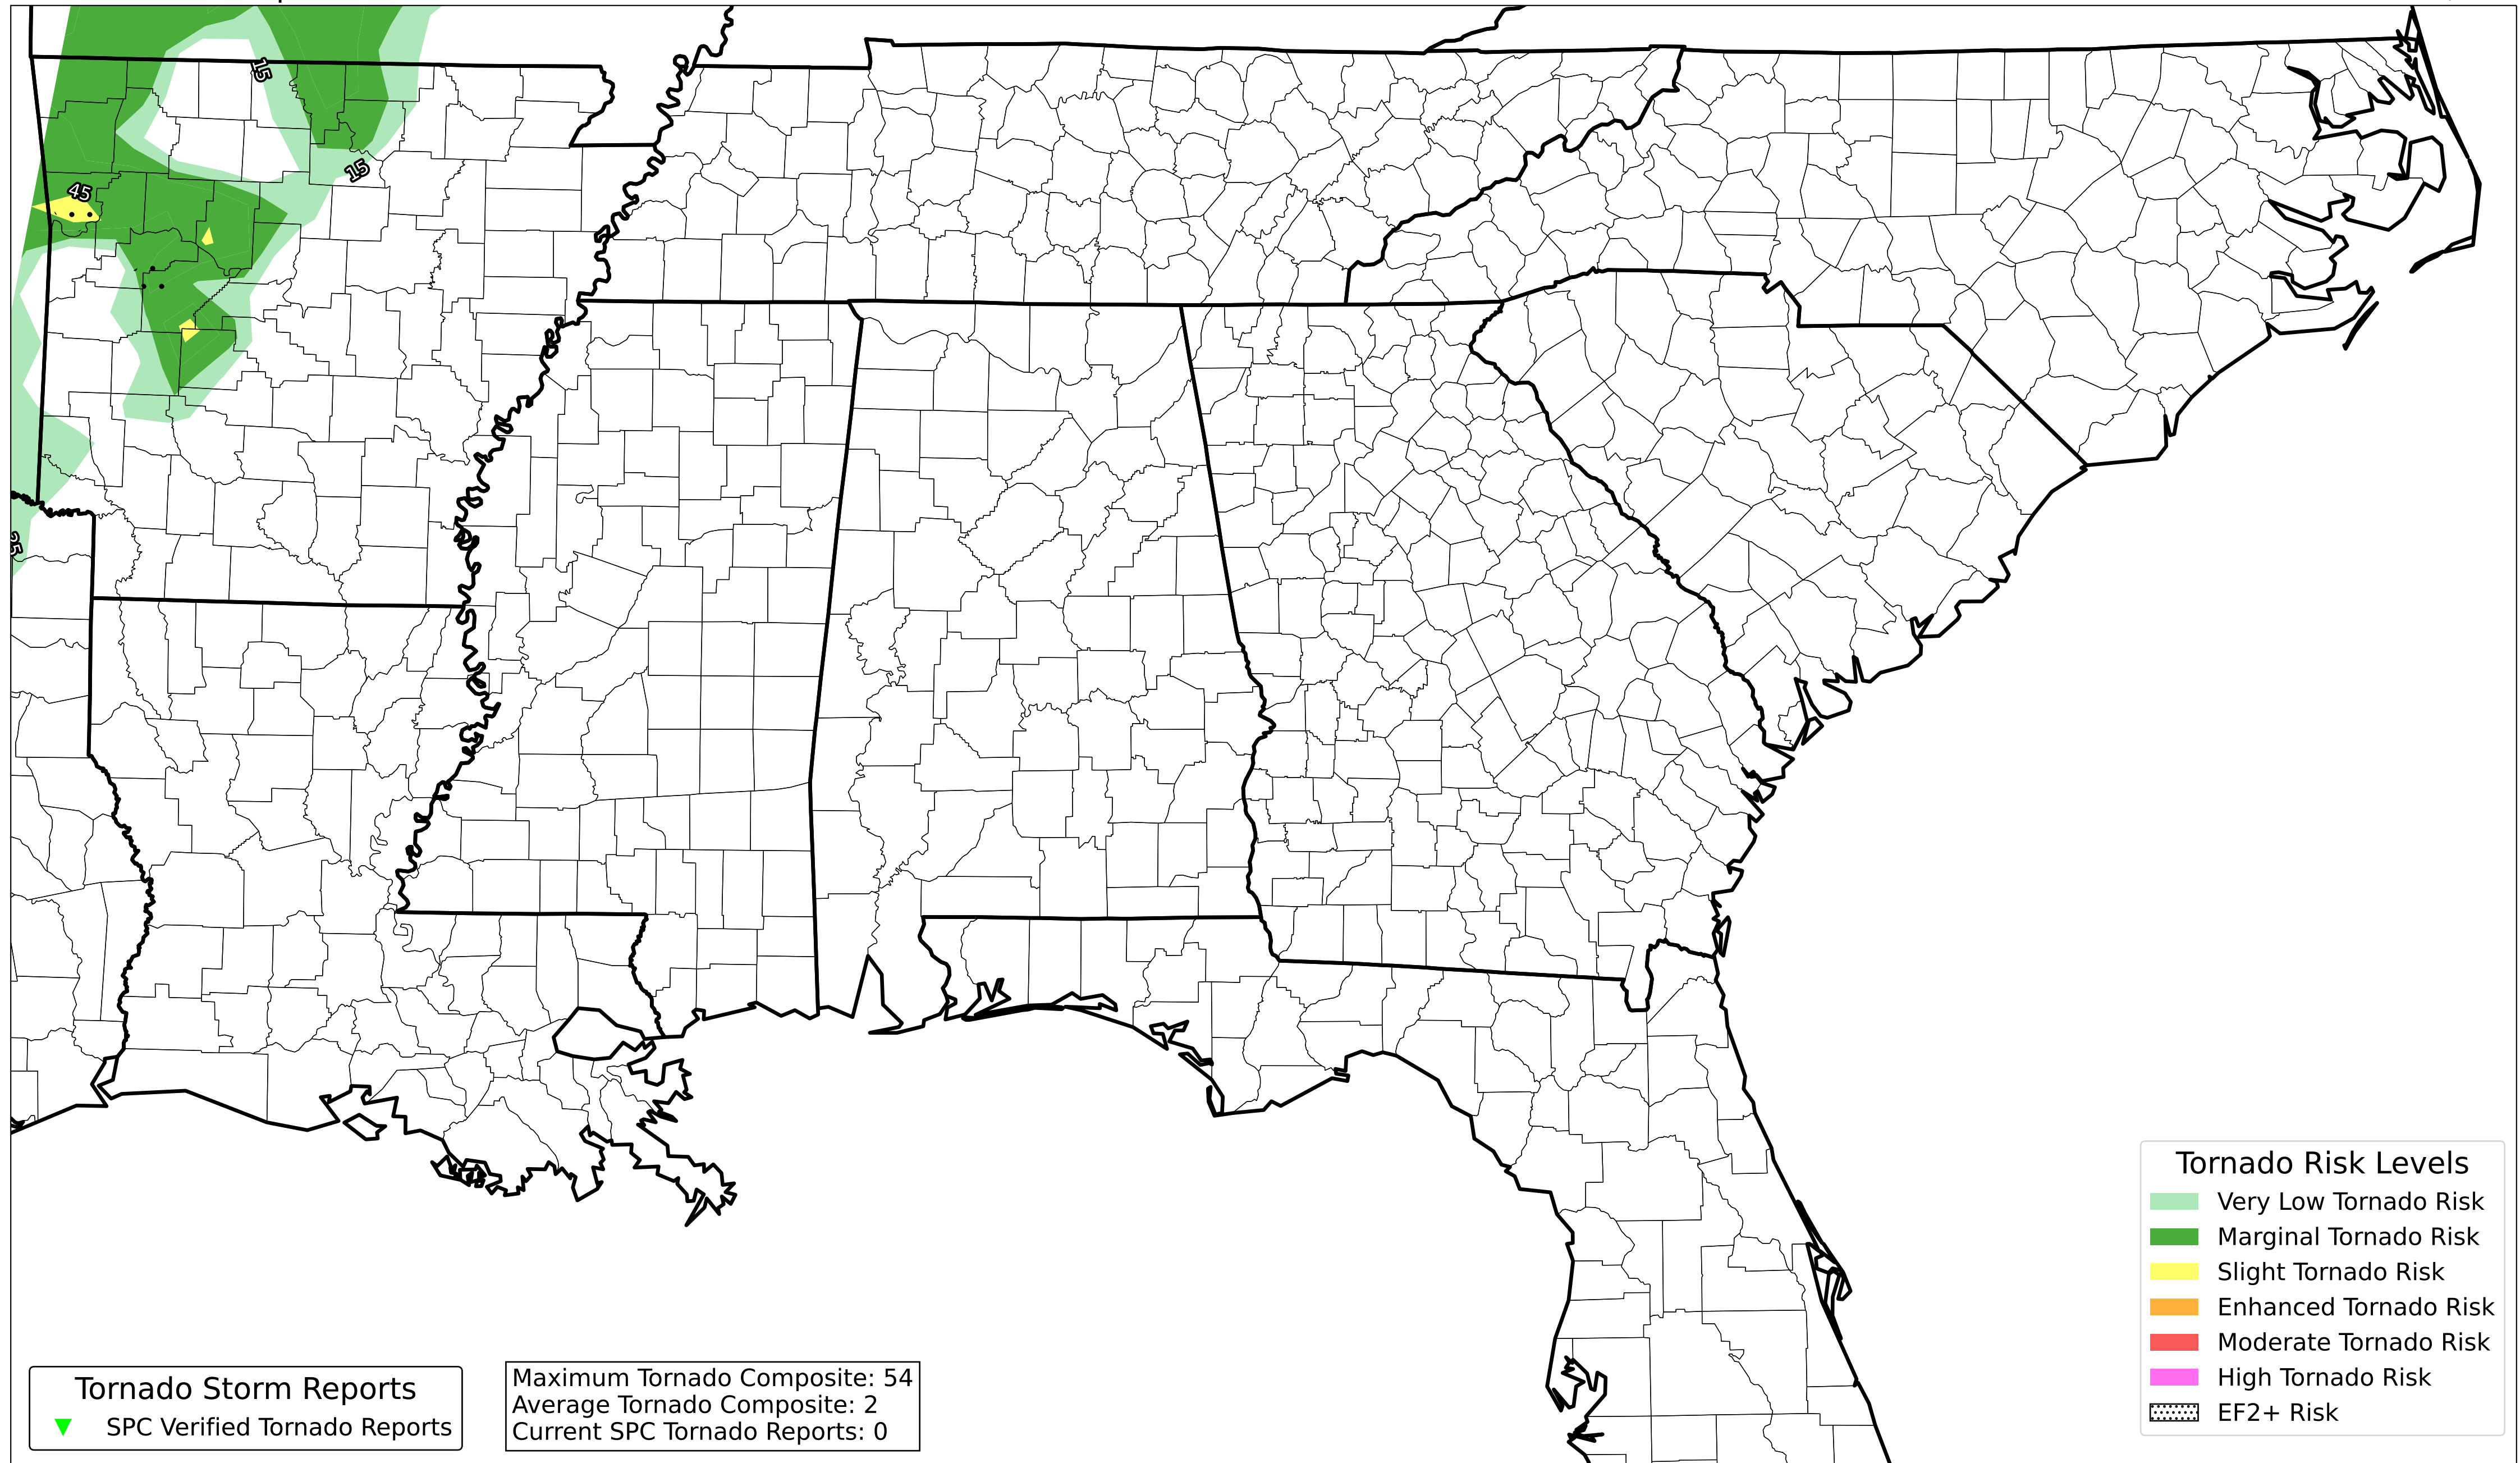 15
15
45
Tornado Risk Levels
Very Low Tornado Risk
Marginal Tornado Risk
Slight Tornado Risk
Enhanced Tornado Risk
Moderate Tornado Risk
High Tornado Risk
EF2+ Risk
Tornado Storm Reports
SPC Verified Tornado Reports
Maximum Tornado Composite: 54
Average Tornado Composite: 2
Current SPC Tornado Reports: 0